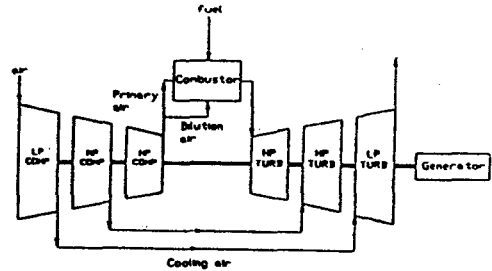 fuel
air
Combustor
Primary
air
Dilution
air
LP
COMP
MP
COMP
HP
COMP
HP
TURB
MP
TURB
LP
TURB
Generator
Cooling air